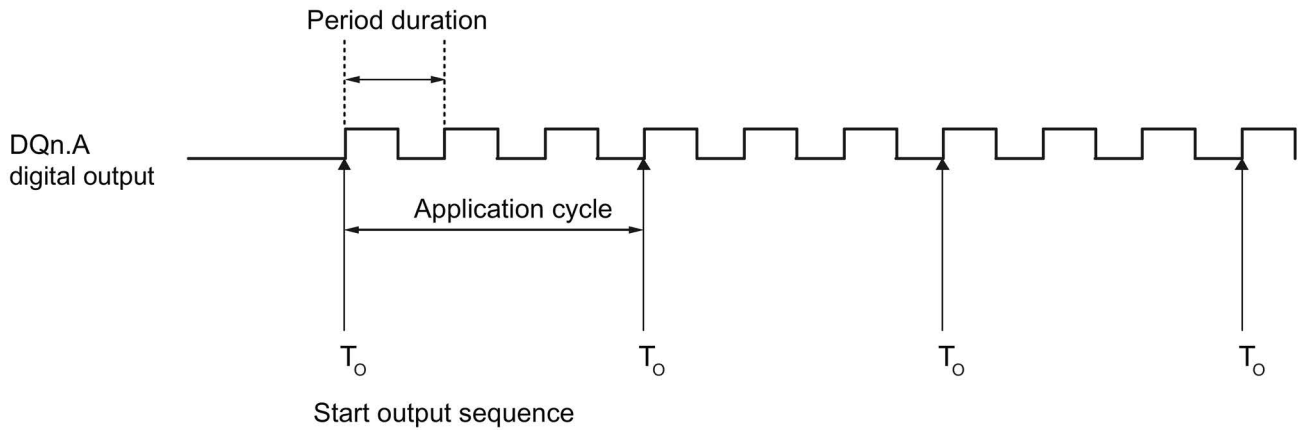 Period duration
DQn.A
digital output
Application cycle
TO TO TO TO
Start output sequence